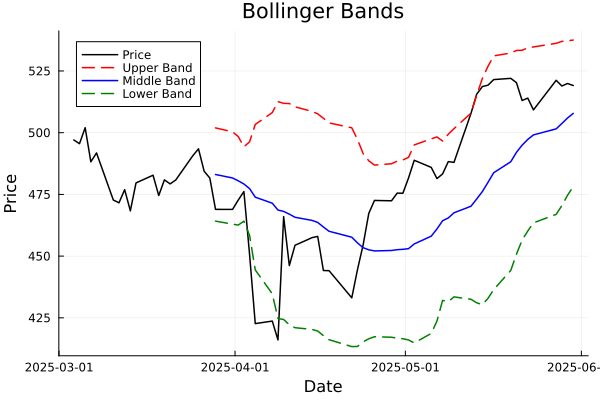 Bollinger Bands
Price
Upper Band
Middle Band
Lower Band
525
500
475
450
425
Price
2025-03-01
2025-04-01
2025-05-01
2025-06-
Date